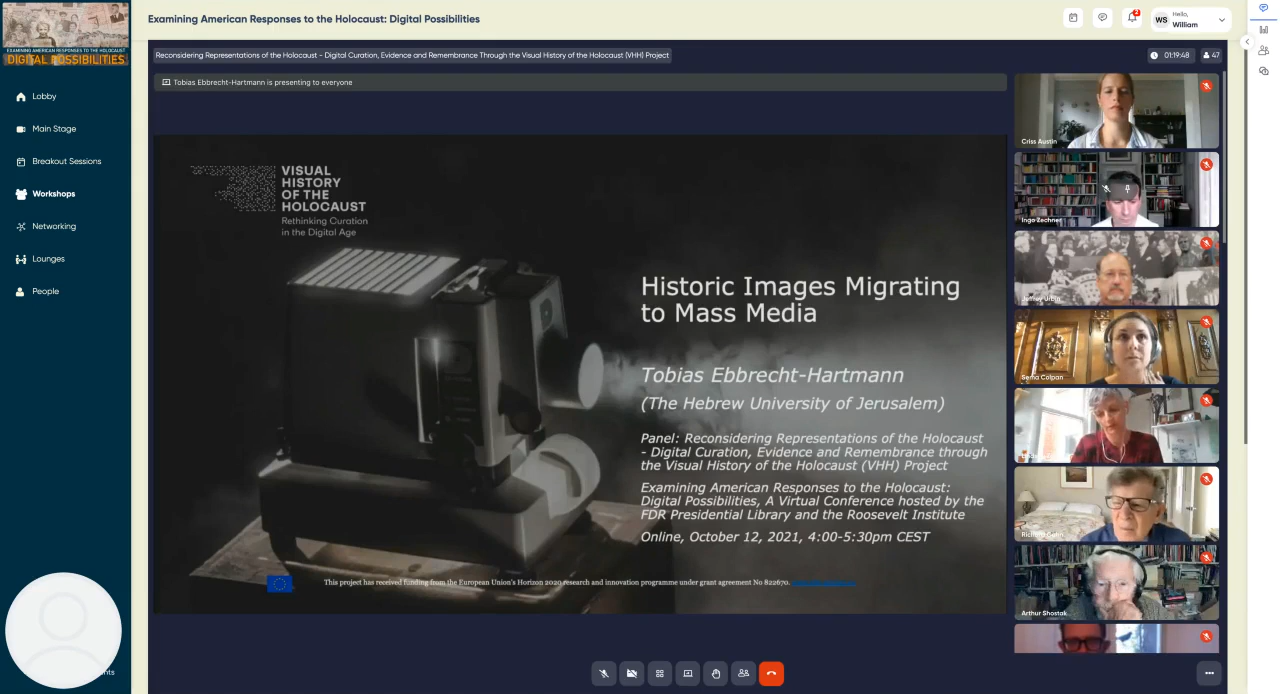 EXAMINING AMERICAN RESPONSES TO THE HOLOCAUST
DIGITAL POSSIBILITIES
Lobby
Main Stage
Breakout Sessions
Workshops
Networking
Lounges
People
nts
Examining American Responses to the Holocaust: Digital Possibilities
2
WS
Hello,
William
Reconsidering Representations of the Holocaust - Digital Curation, Evidence and Remembrance Through the Visual History of the Holocaust (VHH) Project
01:19:48
47
Tobias Ebbrecht-Hartmann is presenting to everyone
VISUAL
HISTORY
OF THE
HOLOCAUST
Rethinking Curation
in the Digital Age
Historic Images Migrating
to Mass Media
Tobias Ebbrecht-Hartmann
(The Hebrew University of Jerusalem)
Panel: Reconsidering Representations of the Holocaust
- Digital Curation, Evidence and Remembrance through
the Visual History of the Holocaust (VHH) Project
Examining American Responses to the Holocaust:
Digital Possibilities, A Virtual Conference hosted by the
FDR Presidential Library and the Roosevelt Institute
Online, October 12, 2021, 4:00-5:30pm CEST
This project has received funding from the European Union's Horizon 2020 research and innovation programme under grant agreement No 822670.
Criss Austin
Ingo Zechner
Jeffrey Urbin
Sema Colpan
Richard
Arthur Shostak